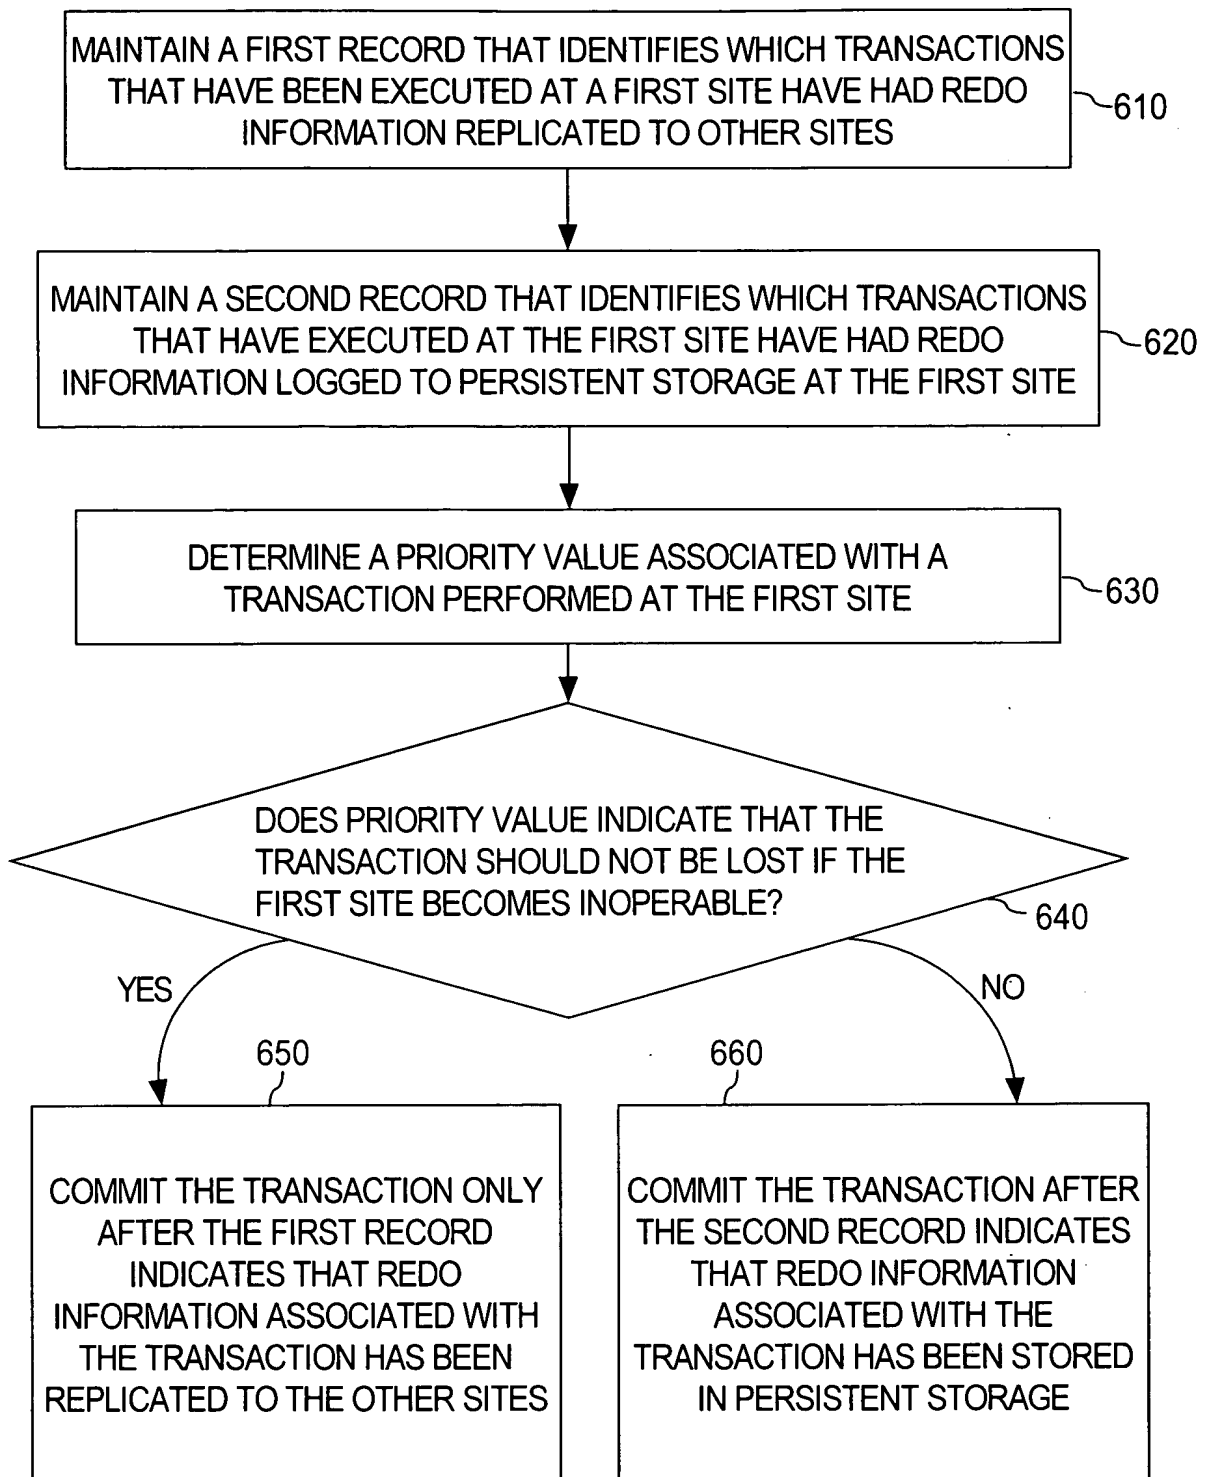 MAINTAIN A FIRST RECORD THAT IDENTIFIES WHICH TRANSACTIONS
THAT HAVE BEEN EXECUTED AT A FIRST SITE HAVE HAD REDO
INFORMATION REPLICATED TO OTHER SITES
610
MAINTAIN A SECOND RECORD THAT IDENTIFIES WHICH TRANSACTIONS
THAT HAVE EXECUTED AT THE FIRST SITE HAVE HAD REDO
INFORMATION LOGGED TO PERSISTENT STORAGE AT THE FIRST SITE
620
DETERMINE A PRIORITY VALUE ASSOCIATED WITH A
TRANSACTION PERFORMED AT THE FIRST SITE
630
DOES PRIORITY VALUE INDICATE THAT THE
TRANSACTION SHOULD NOT BE LOST IF THE
FIRST SITE BECOMES INOPERABLE?
640
YES
NO
650
COMMIT THE TRANSACTION ONLY
AFTER THE FIRST RECORD
INDICATES THAT REDO
INFORMATION ASSOCIATED WITH
THE TRANSACTION HAS BEEN
REPLICATED TO THE OTHER SITES
660
COMMIT THE TRANSACTION AFTER
THE SECOND RECORD INDICATES
THAT REDO INFORMATION
ASSOCIATED WITH THE
TRANSACTION HAS BEEN STORED
IN PERSISTENT STORAGE